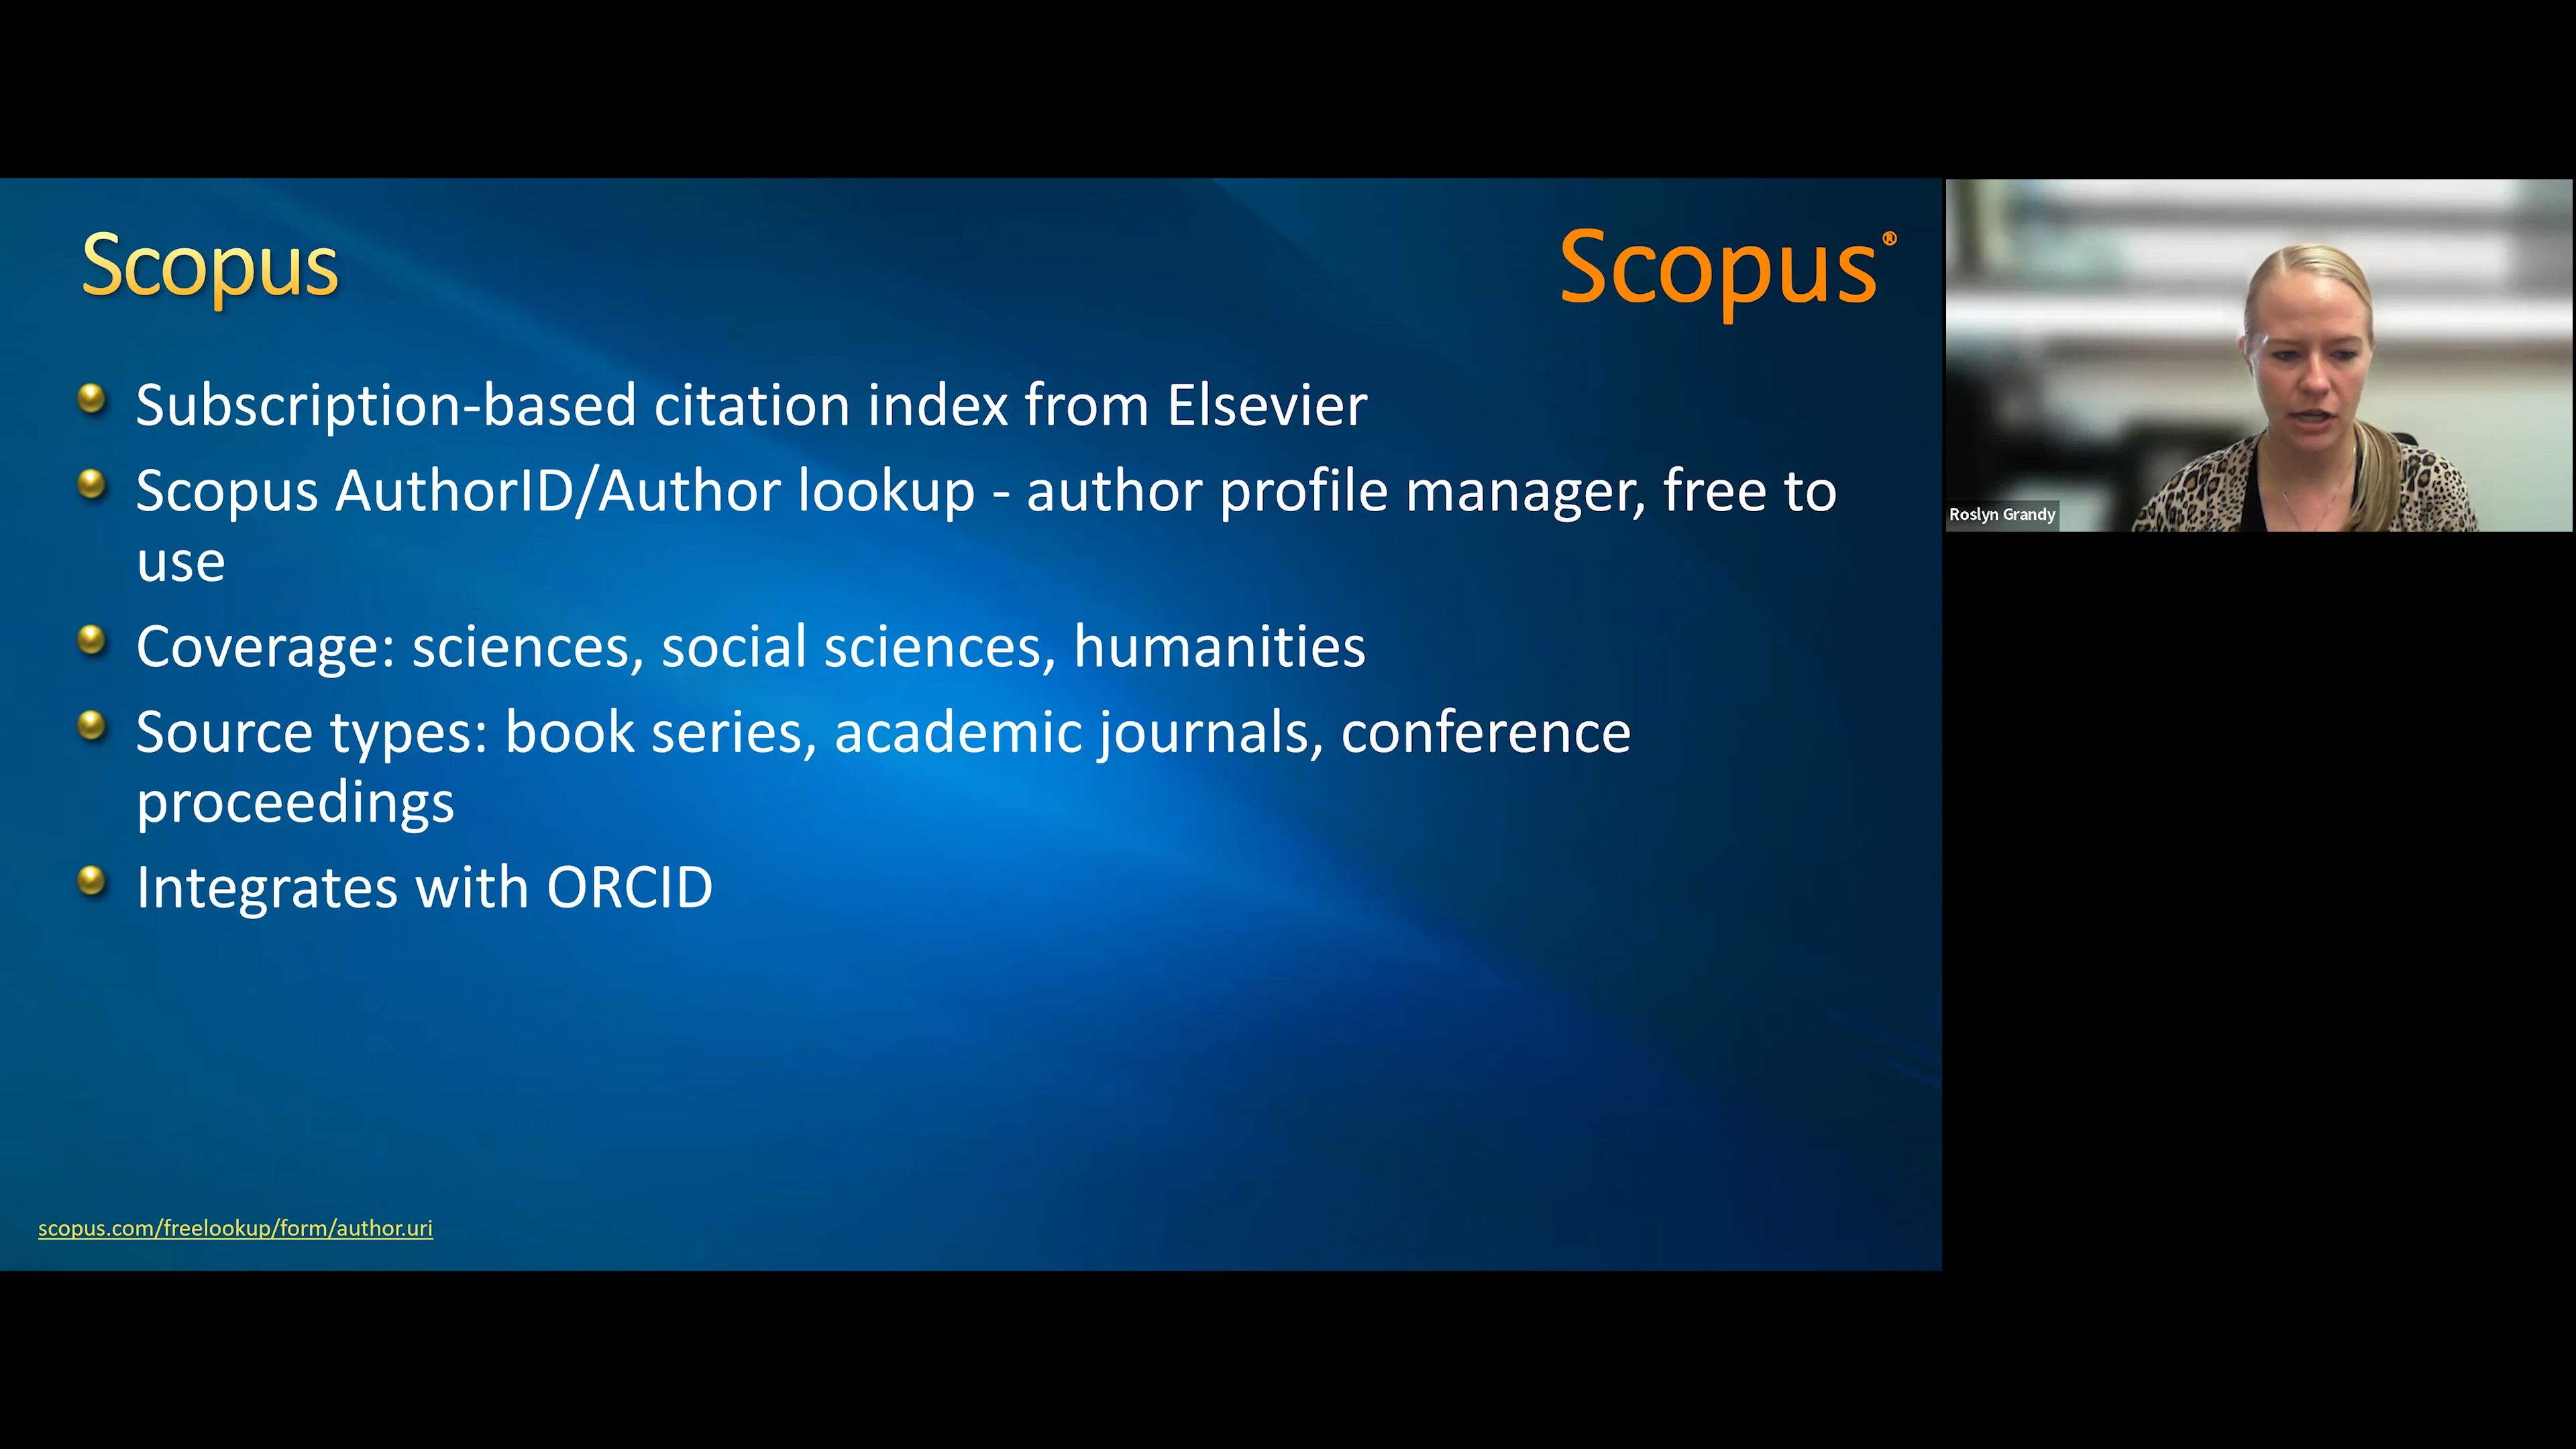 Scopus
Scopus®
Subscription-based citation index from Elsevier
Scopus AuthorID/Author lookup - author profile manager, free to
use
Coverage: sciences, social sciences, humanities
Source types: book series, academic journals, conference
proceedings
Integrates with ORCID
scopus.com/freelookup/form/author.uri
Roslyn Grandy